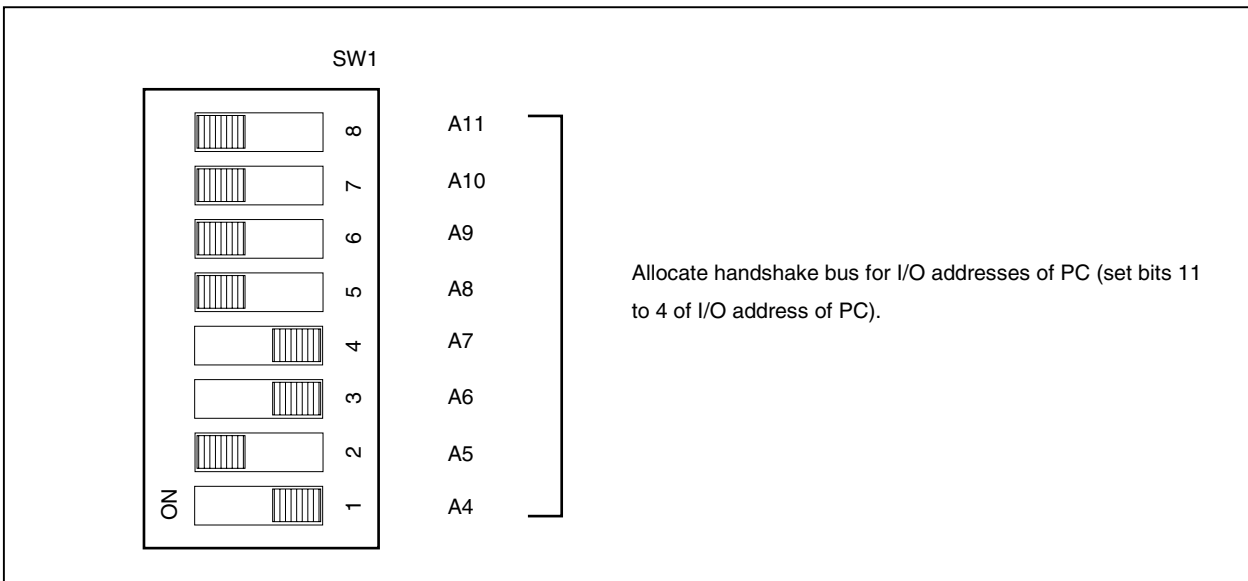 SW1
8 A11
7 A10
6 A9
5 A8
4 A7
3 A6
2 A5
ON 1 A4
Allocate handshake bus for I/O addresses of PC (set bits 11
to 4 of I/O address of PC).